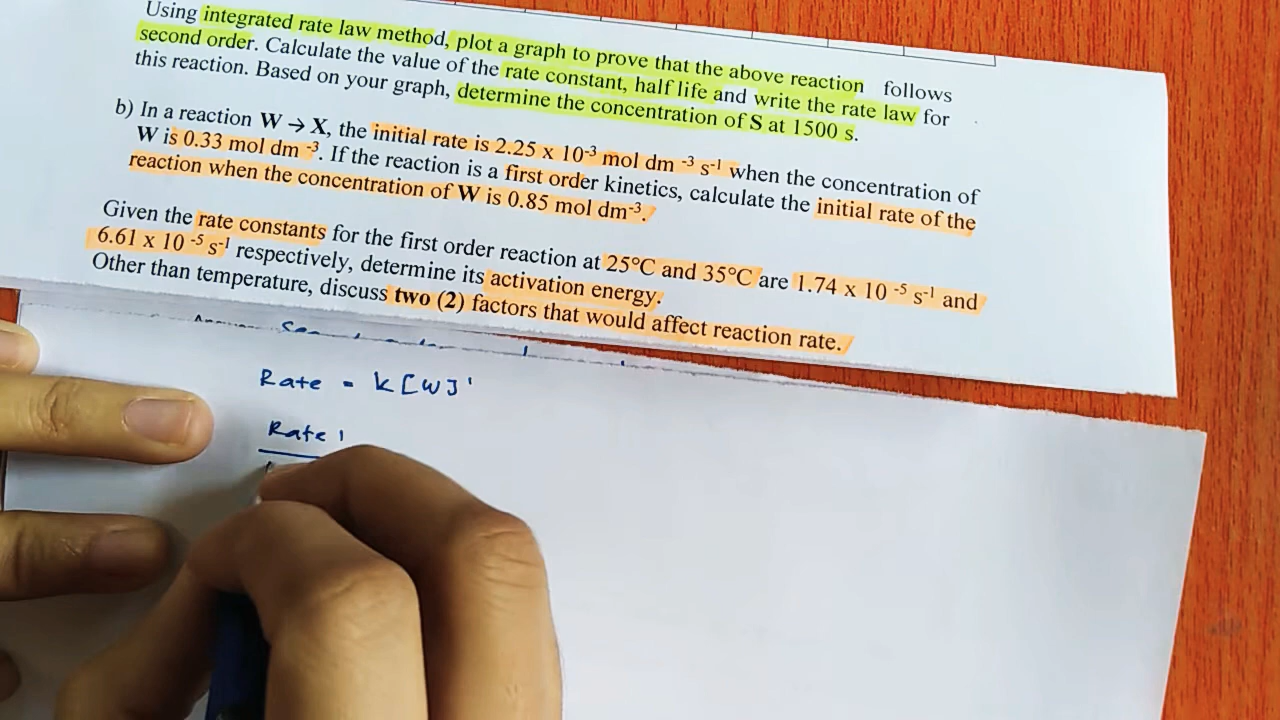 Using integrated rate law method, plot a graph to prove that the above reaction follows
second order. Calculate the value of the rate constant, half life and write the rate law for
this reaction. Based on your graph, determine the concentration of S at 1500 s.
b) In a reaction W → X, the initial rate is 2.25 x 10⁻³ mol dm ⁻³ s⁻¹ when the concentration of
W is 0.33 mol dm ⁻³. If the reaction is a first order kinetics, calculate the initial rate of the
reaction when the concentration of W is 0.85 mol dm⁻³.
Given the rate constants for the first order reaction at 25°C and 35°C are 1.74 x 10 ⁻⁵ s⁻¹ and
6.61 x 10 ⁻⁵ s⁻¹ respectively, determine its activation energy.
Other than temperature, discuss two (2) factors that would affect reaction rate.
Rate = k [W]¹
Rate 1